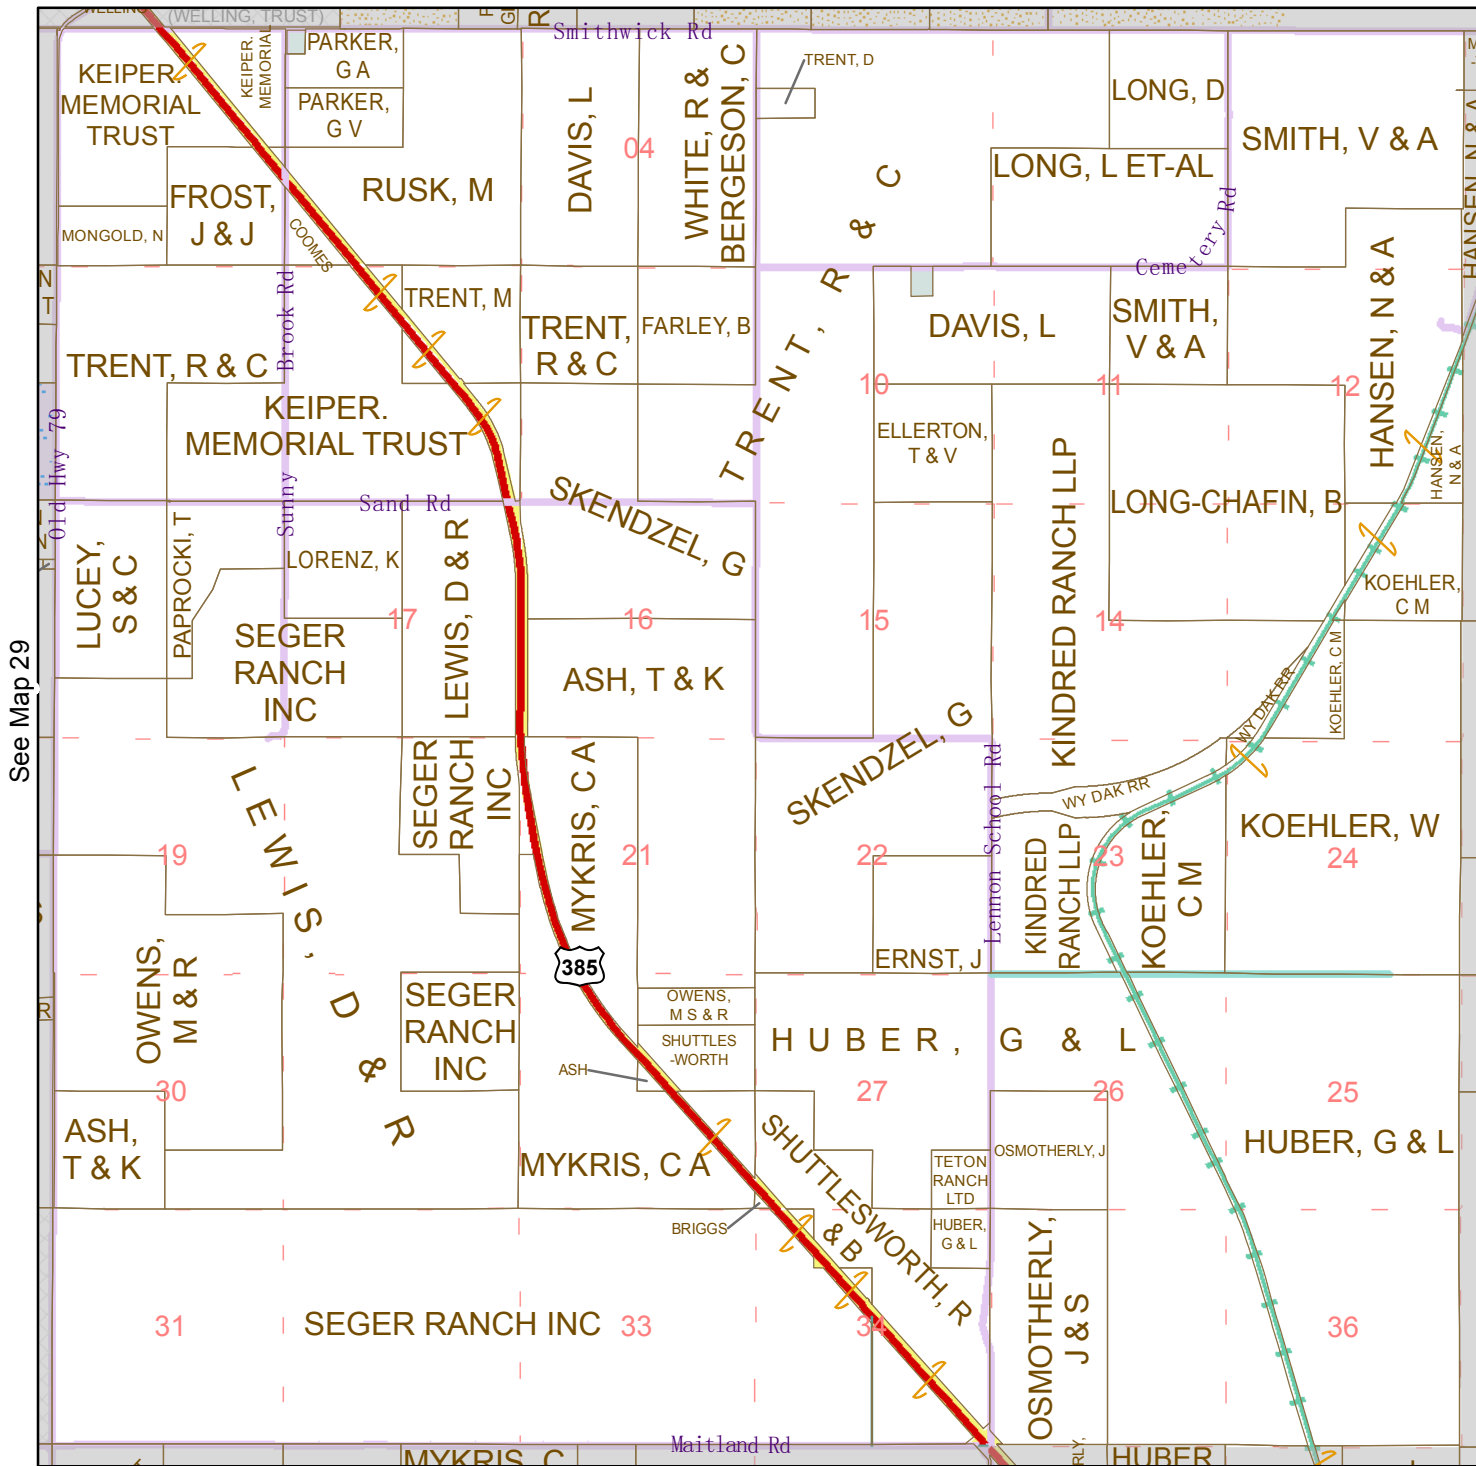 WELLING
(WELLING, TRUST)
R
Smithwick Rd
KEIPER.
MEMORIAL
TRUST
KEIPER.
MEMORIAL
PARKER,
G A
PARKER,
G V
DAVIS, L
04
WHITE, R &
BERGESON, C
TRENT, D
LONG, D
SMITH, V & A
HANSEN, N & A
FROST,
J & J
RUSK, M
LONG, L ET-AL
MONGOLD, N
COOMES
Cemetery Rd
TRENT, R & C
Sunny Brook Rd
TRENT, M
TRENT,
R & C
FARLEY, B
TRENT, R & C
DAVIS, L
SMITH,
V & A
HANSEN, N & A
10
11
12
N
T
Old Hwy 79
KEIPER.
MEMORIAL TRUST
ELLERTON,
T & V
HANSEN,
N & A
Sand Rd
SKENDZEL, G
KINDRED RANCH LLP
LONG-CHAFIN, B
LUCEY,
S & C
PAPROCKI, T
LORENZ, K
LEWIS, D & R
17
16
15
14
KOEHLER,
C M
KOEHLER, C M
SEGER
RANCH
INC
ASH, T & K
See Map 29
WY DAK RR
SKENDZEL, G
Lennon School Rd
WY DAK RR
LEWIS, D & R
SEGER
RANCH
INC
MYKRIS, C A
19
21
22
23
24
KINDRED
RANCH LLP
KOEHLER,
C M
KOEHLER, W
OWENS,
M & R
385
ERNST, J
R
SEGER
RANCH
INC
OWENS,
M S & R
SHUTTLES
-WORTH
HUBER, G & L
ASH
30
27
26
25
ASH,
T & K
MYKRIS, C A
SHUTTLESWORTH, R
& B
TETON
RANCH
LTD
OSMOTHERLY, J
HUBER, G & L
BRIGGS
HUBER,
G & L
OSMOTHERLY,
J & S
31
SEGER RANCH INC
33
34
36
Maitland Rd
MYKRIS, C
RLY,
HUBER